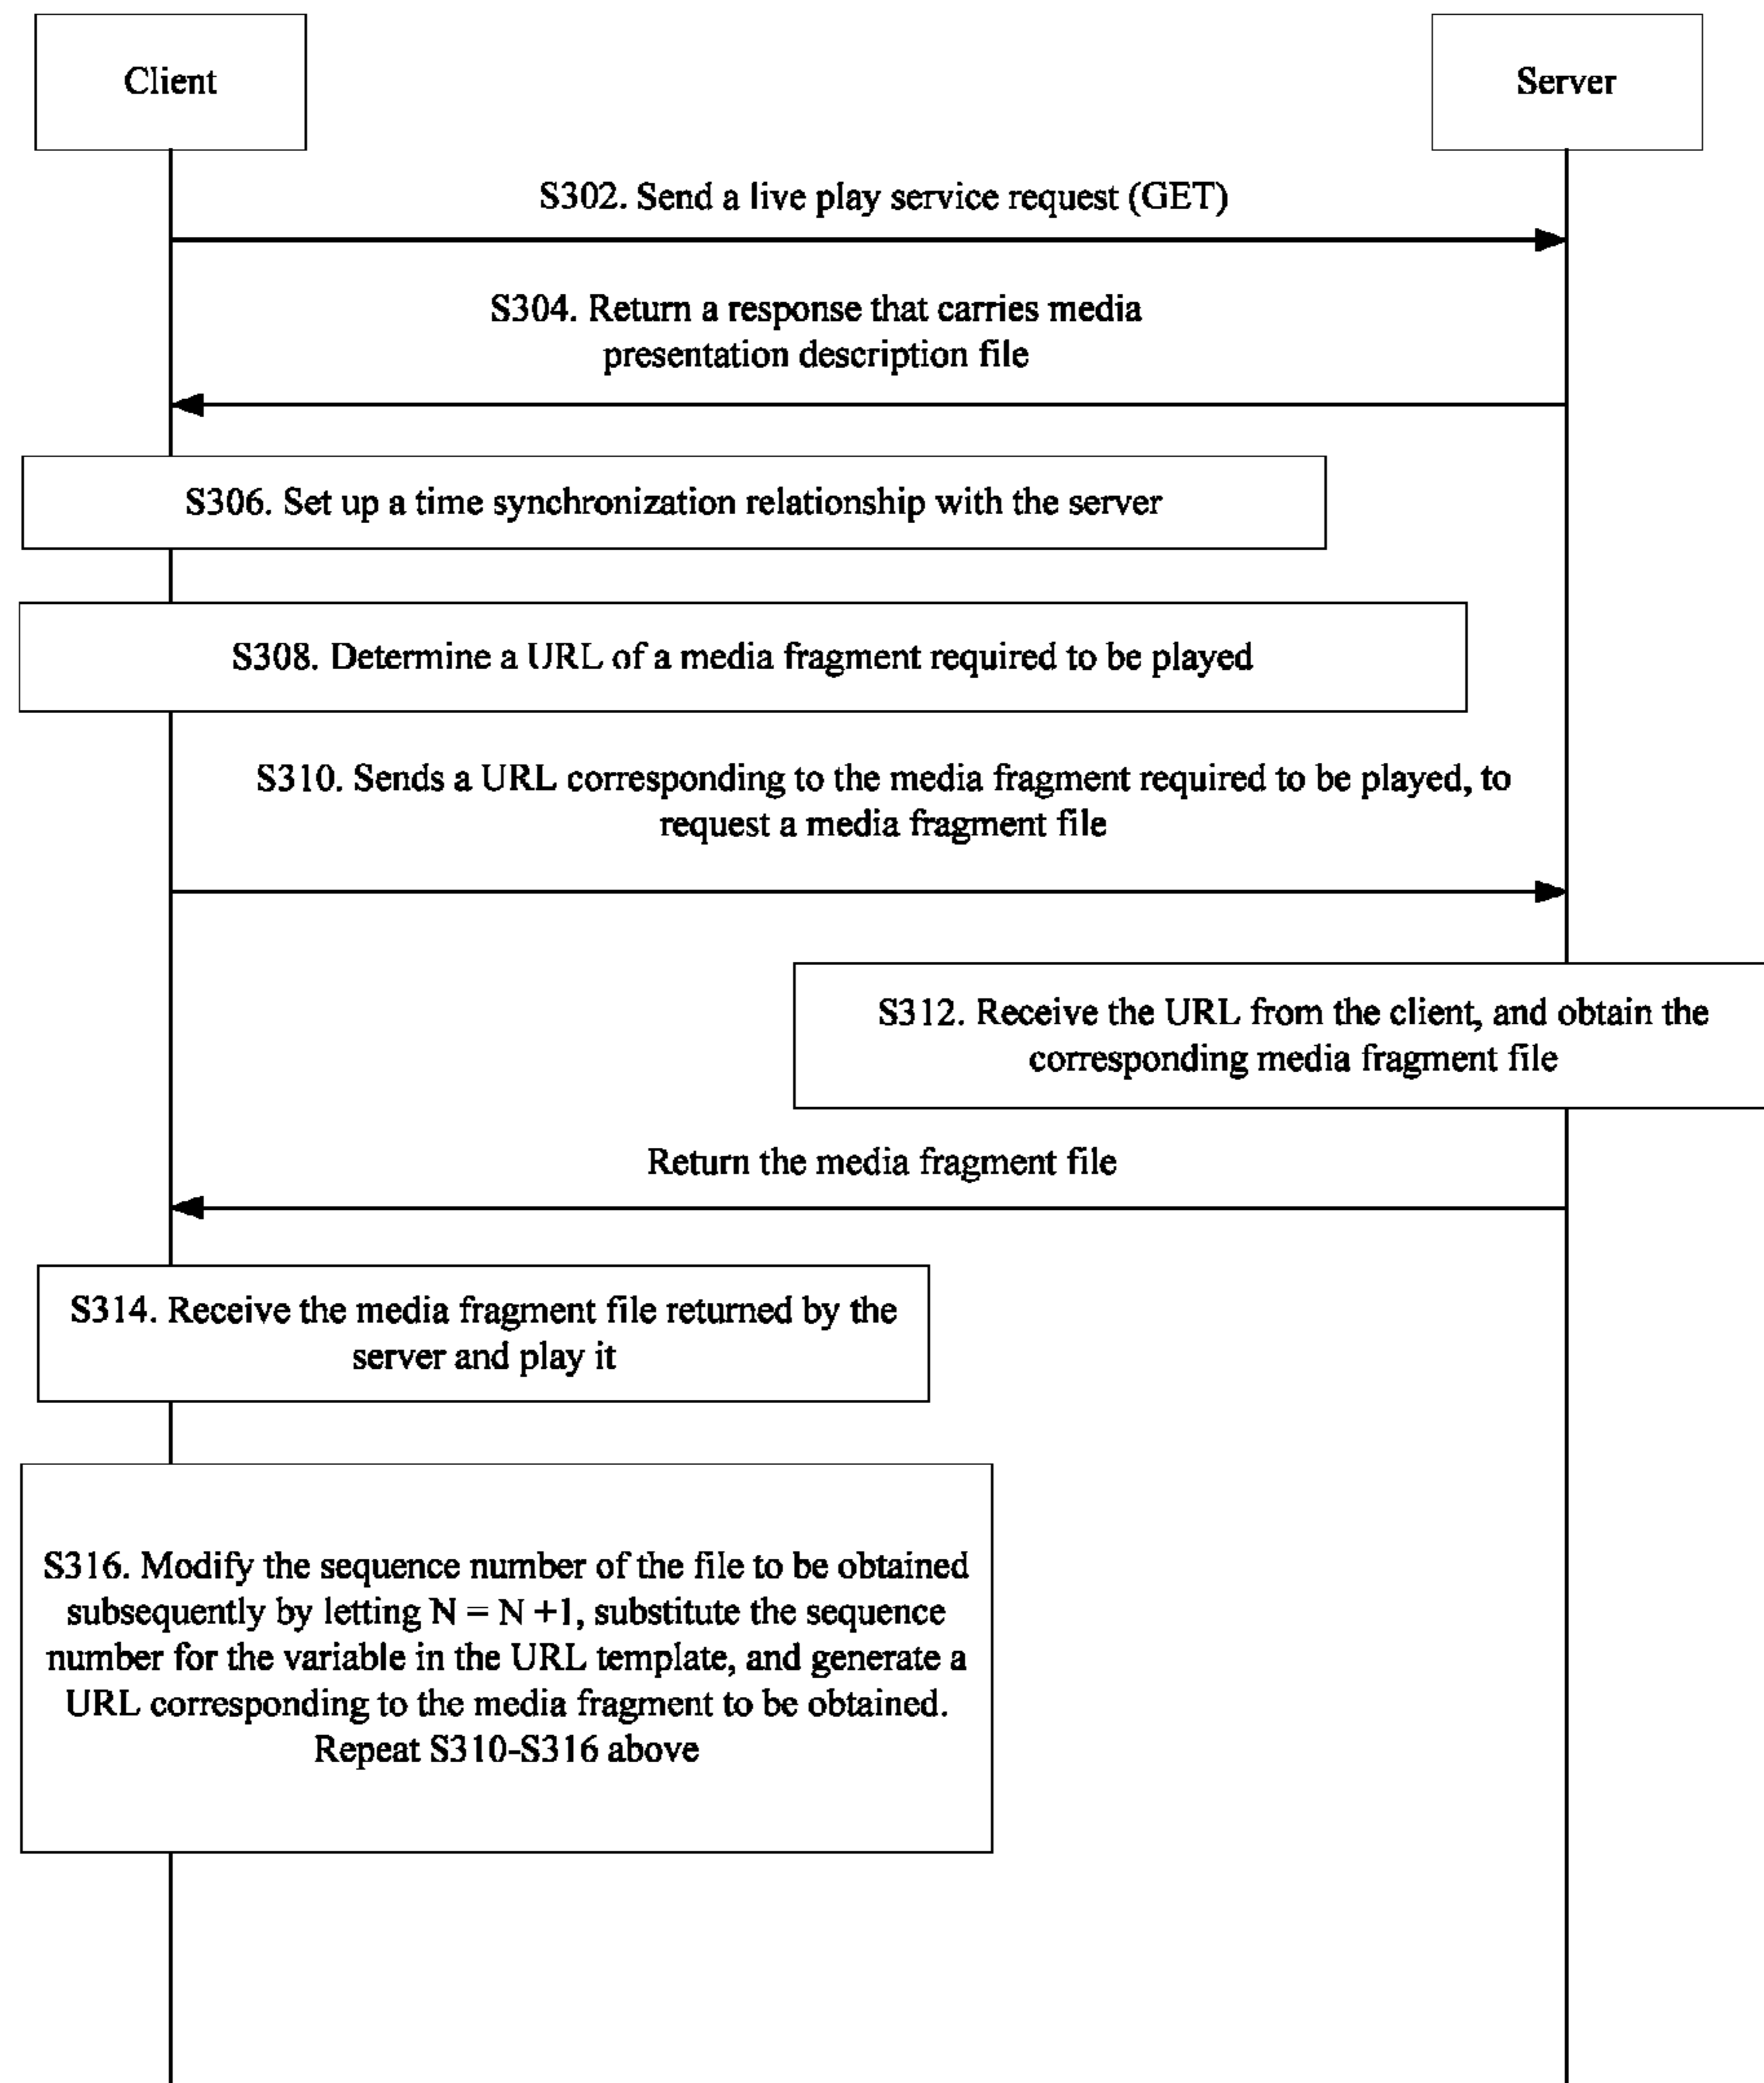 Client
Server
S302. Send a live play service request (GET)
S304. Return a response that carries media
presentation description file
S306. Set up a time synchronization relationship with the server
S308. Determine a URL of a media fragment required to be played
S310. Sends a URL corresponding to the media fragment required to be played, to
request a media fragment file
S312. Receive the URL from the client, and obtain the
corresponding media fragment file
Return the media fragment file
S314. Receive the media fragment file returned by the
server and play it
S316. Modify the sequence number of the file to be obtained
subsequently by letting N = N +1, substitute the sequence
number for the variable in the URL template, and generate a
URL corresponding to the media fragment to be obtained.
Repeat S310-S316 above